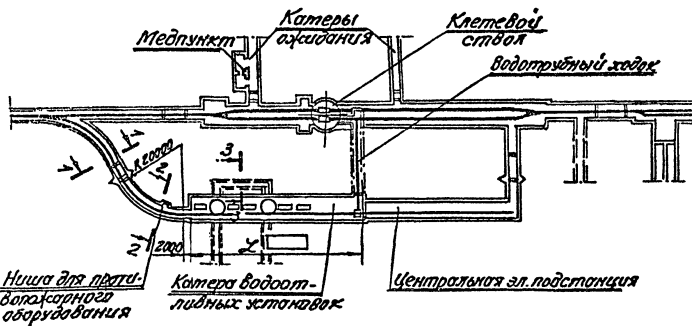 Камеры
ожидания
Клетевой
ствол
Медпункт
Водотрубный ходок
1
1
R20000
2
3
2
2000
L
Ниша для проти-
вопожарного
оборудования
Камера водоот-
ливных установок
Центральная эл. подстанция